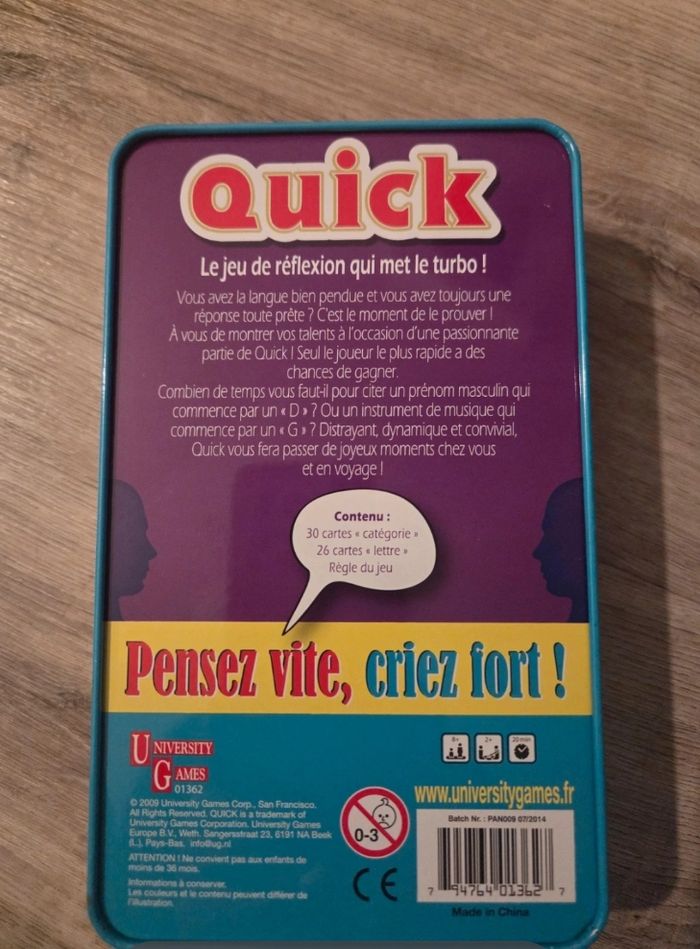 Quick
Le jeu de réflexion qui met le turbo !
Vous avez la langue bien pendue et vous avez toujours une
réponse toute prête ? C'est le moment de le prouver !
À vous de montrer vos talents à l'occasion d'une passionnante
partie de Quick ! Seul le joueur le plus rapide a des
chances de gagner.
Combien de temps vous faut-il pour citer un prénom masculin qui
commence par un « D » ? Ou un instrument de musique qui
commence par un « G » ? Distrayant, dynamique et convivial,
Quick vous fera passer de joyeux moments chez vous
et en voyage !
Contenu :
30 cartes « catégorie »
26 cartes « lettre »
Règle du jeu
Pensez vite, criez fort !
UNIVERSITY
GAMES
01362
8+
2+
20 min
© 2009 University Games Corp., San Francisco.
All Rights Reserved. QUICK is a trademark of
University Games Corporation. University Games
Europe B.V., Weth. Sangersstraat 23, 6191 NA Beek
(L.), Pays-Bas. info@ug.nl
ATTENTION ! Ne convient pas aux enfants de
moins de 36 mois.
Informations à conserver.
Les couleurs et le contenu peuvent différer de
l'illustration.
0-3
CE
www.universitygames.fr
Batch Nr. : PAN009 07/2014
7 94764 01362 7
Made in China